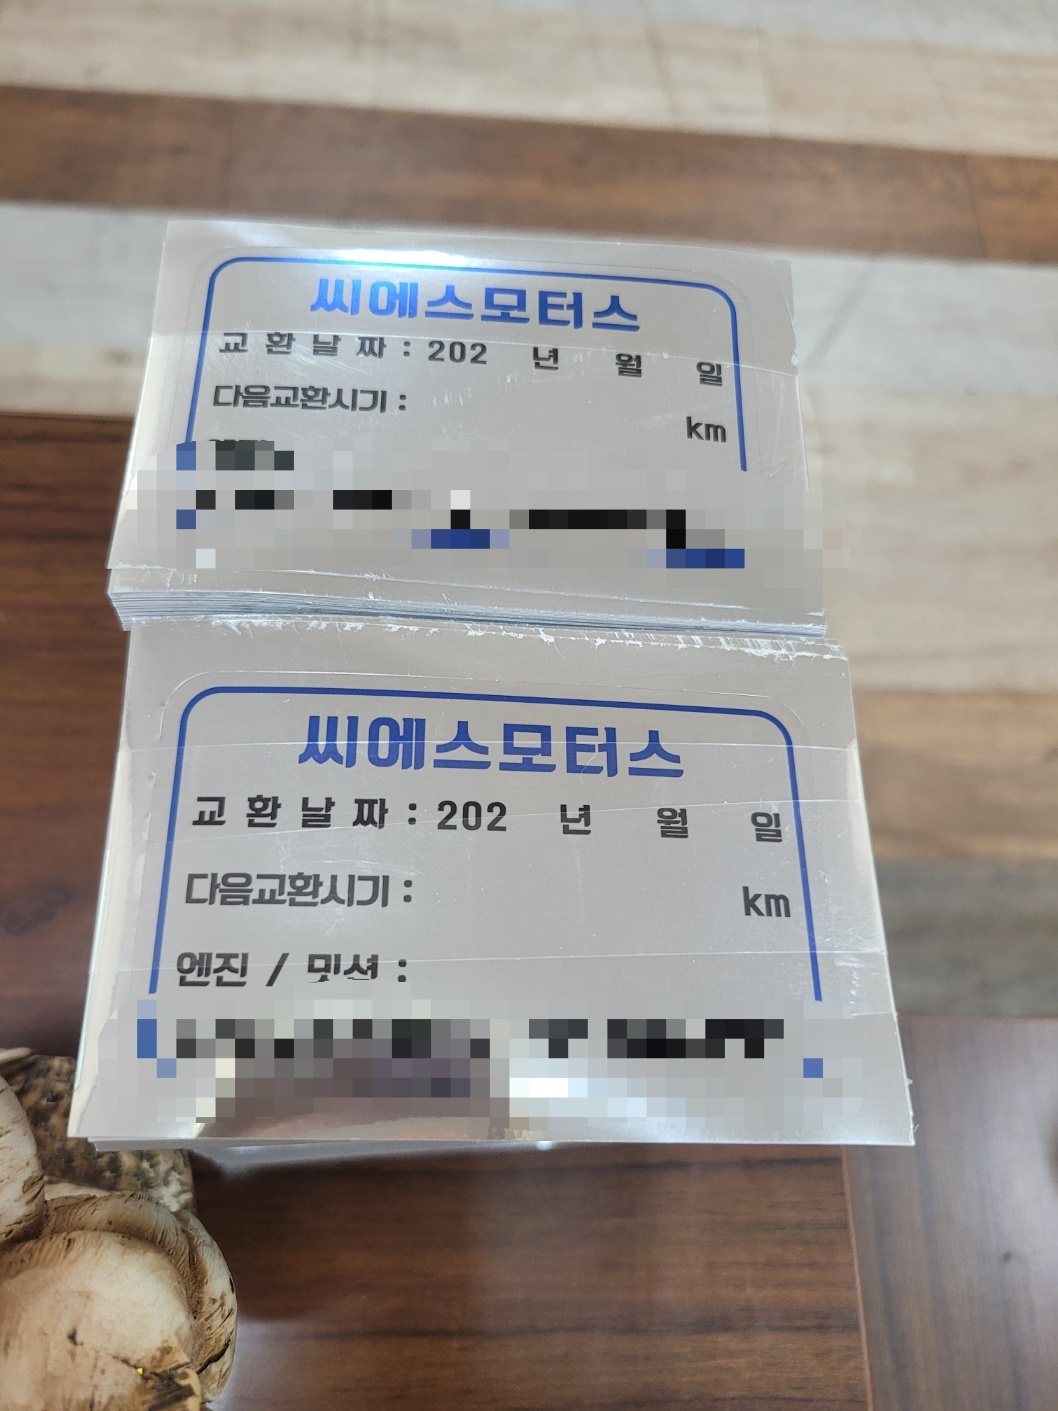 씨에스모터스
교 환 날 짜 : 202 년 월 일
다음교환시기 :
km
씨에스모터스
교 환 날 짜 : 202 년 월 일
다음교환시기 : km
엔진 / 밋션 :